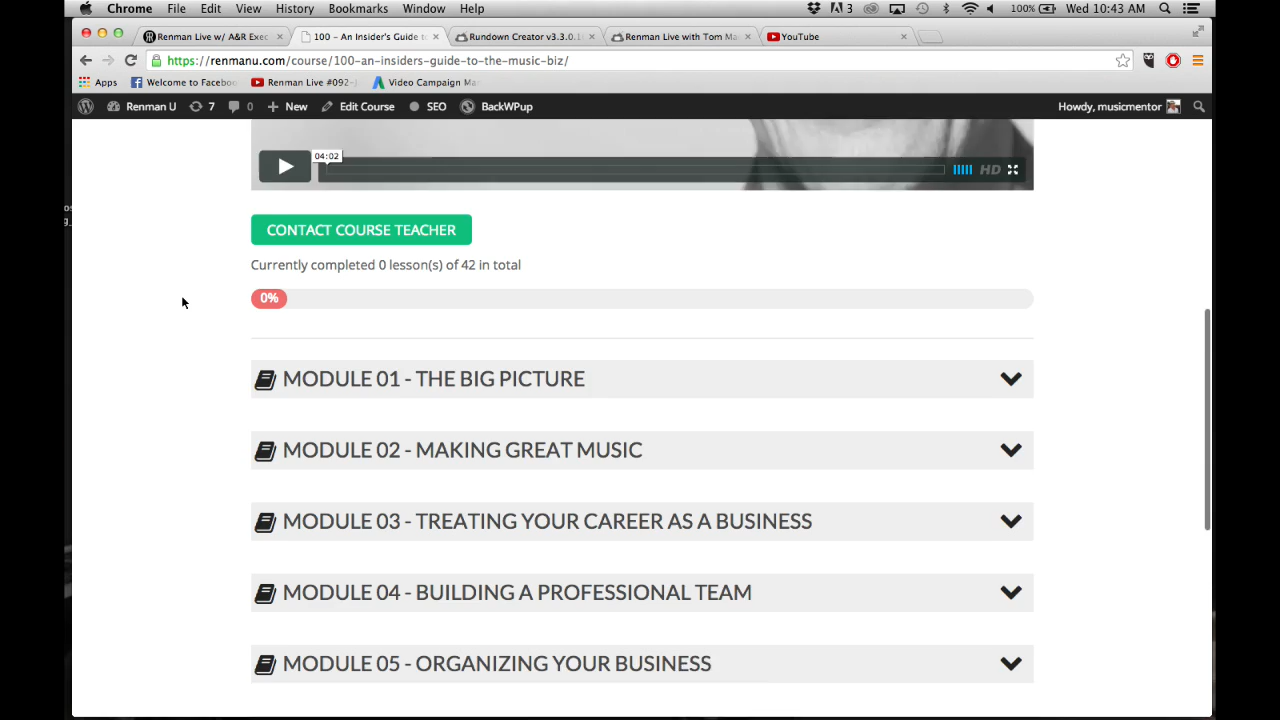 Chrome File Edit View History Bookmarks Window Help 3 100% Wed 10:43 AM
Renman Live w/ A&R Exec 100 – An Insider's Guide to Rundown Creator v3.3.0. Renman Live with Tom Ma YouTube
https://renmanu.com/course/100-an-insiders-guide-to-the-music-biz/
Apps Welcome to Facebo Renman Live #092- Video Campaign Ma
Renman U 7 0 New Edit Course SEO BackWPup Howdy, musicmentor
04:02
HD
CONTACT COURSE TEACHER
Currently completed 0 lesson(s) of 42 in total
0%
MODULE 01 - THE BIG PICTURE
MODULE 02 - MAKING GREAT MUSIC
MODULE 03 - TREATING YOUR CAREER AS A BUSINESS
MODULE 04 - BUILDING A PROFESSIONAL TEAM
MODULE 05 - ORGANIZING YOUR BUSINESS